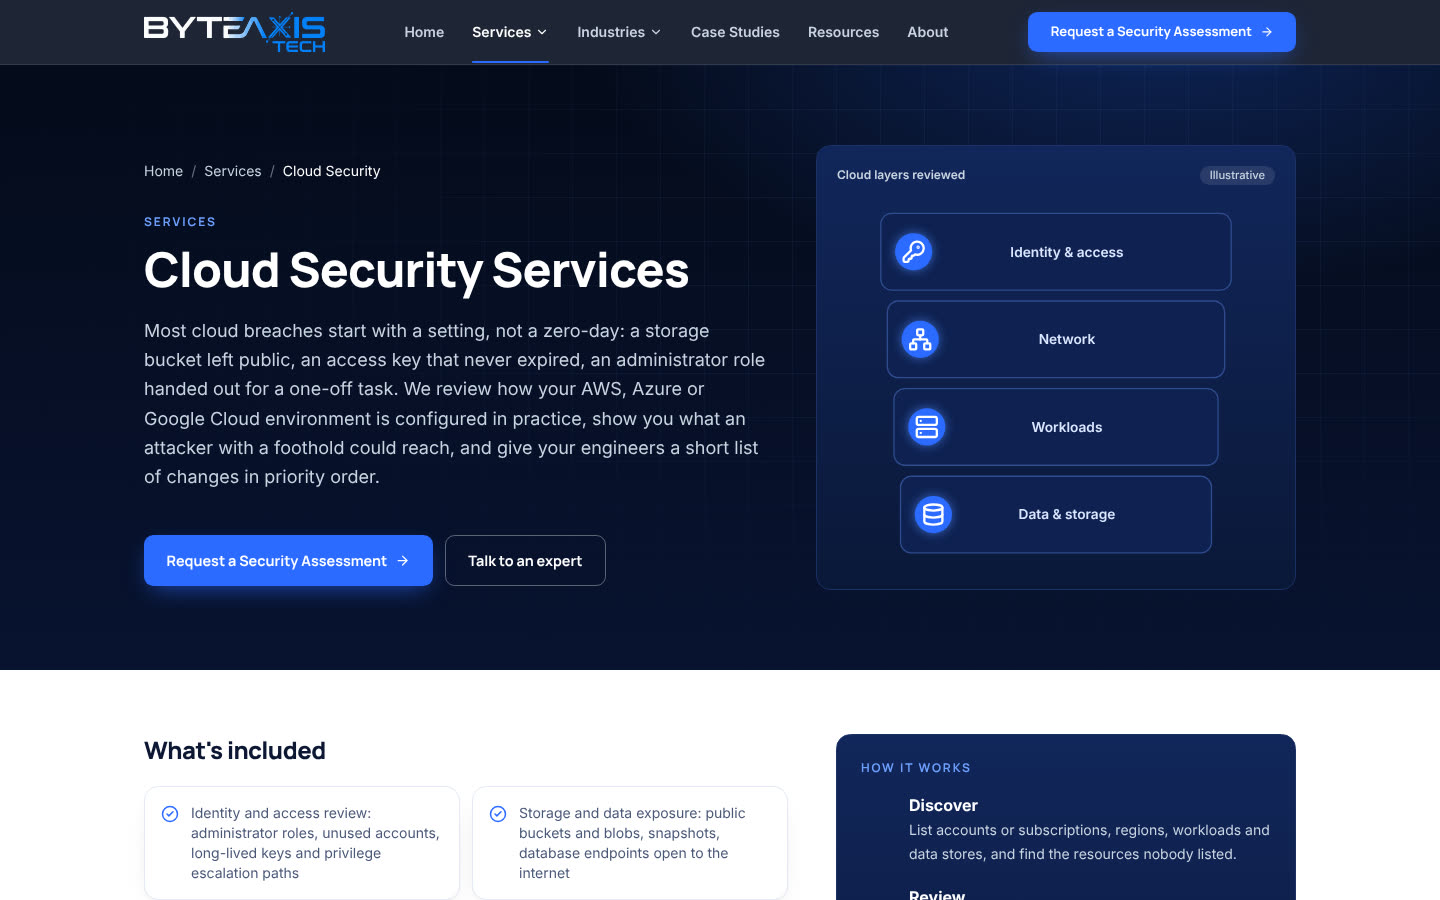 BYTEAXIS
TECH
Home
Services
Industries
Case Studies
Resources
About
Request a Security Assessment
Home / Services / Cloud Security
SERVICES
Cloud Security Services
Most cloud breaches start with a setting, not a zero-day: a storage
bucket left public, an access key that never expired, an administrator role
handed out for a one-off task. We review how your AWS, Azure or
Google Cloud environment is configured in practice, show you what an
attacker with a foothold could reach, and give your engineers a short list
of changes in priority order.
Request a Security Assessment
Talk to an expert
Cloud layers reviewed
Illustrative
Identity & access
Network
Workloads
Data & storage
What's included
Identity and access review:
administrator roles, unused accounts,
long-lived keys and privilege
escalation paths
Storage and data exposure: public
buckets and blobs, snapshots,
database endpoints open to the
internet
HOW IT WORKS
Discover
List accounts or subscriptions, regions, workloads and
data stores, and find the resources nobody listed.
Review